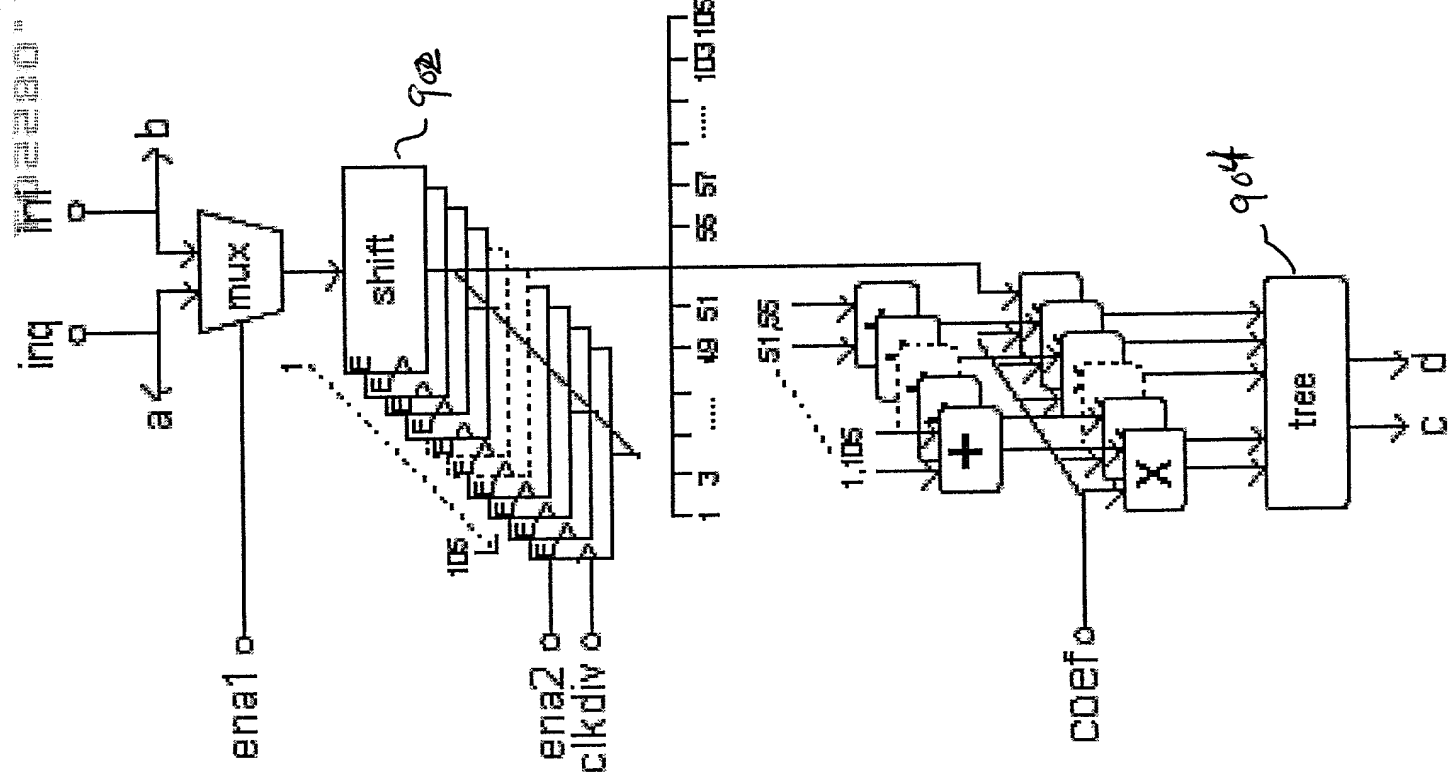 inq
ini
a
b
mux
ena1
shift
902
E
E
E
E
E
E
E
E
E
1
105
ena2
clkdiv
1
3
.....
49
51
55
57
.....
103
105
51,55
1,105
+
X
coef
904
tree
c
d